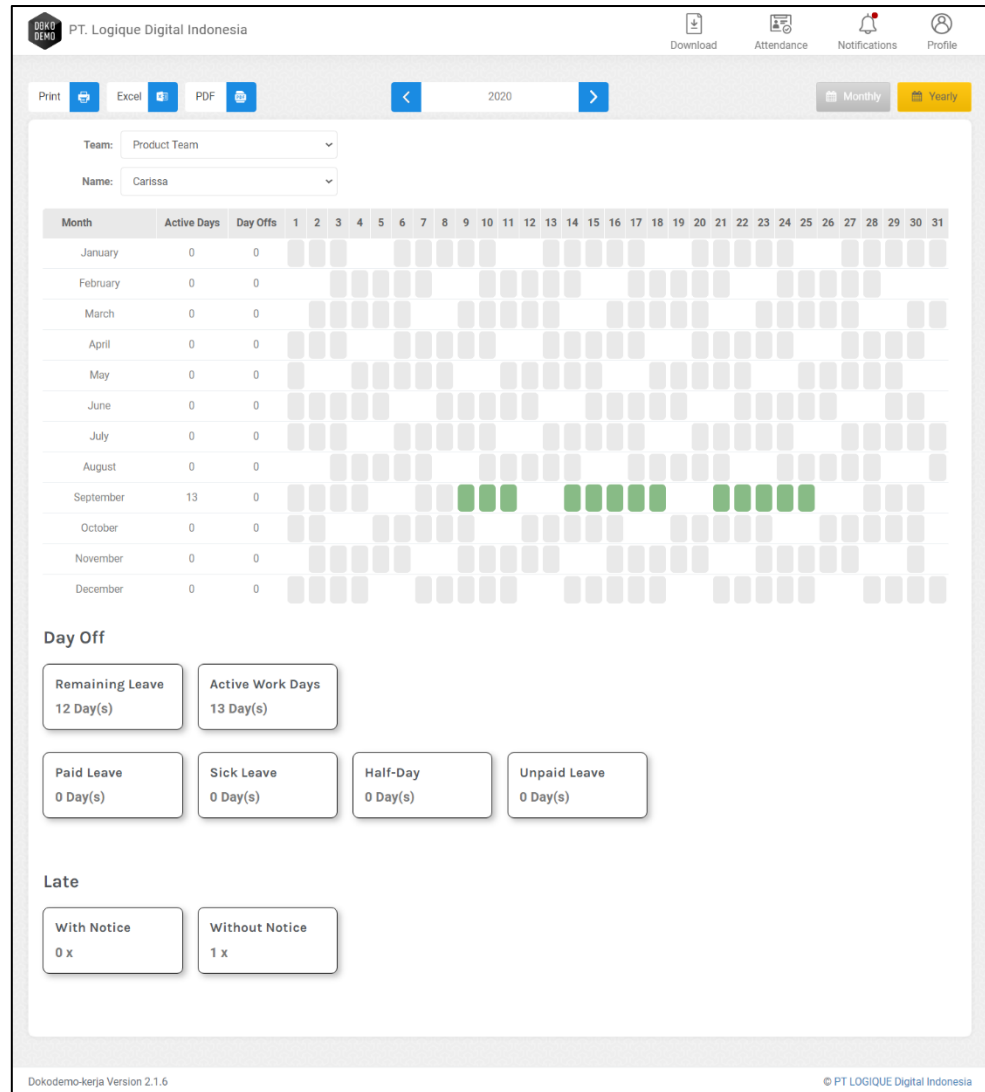 DOKO DEMO PT. Logique Digital Indonesia
Download Attendance Notifications Profile
Print Excel PDF 2020 Monthly Yearly
Team: Product Team
Name: Carissa
Month Active Days Day Offs 1 2 3 4 5 6 7 8 9 10 11 12 13 14 15 16 17 18 19 20 21 22 23 24 25 26 27 28 29 30 31
January 0 0
February 0 0
March 0 0
April 0 0
May 0 0
June 0 0
July 0 0
August 0 0
September 13 0
October 0 0
November 0 0
December 0 0
Day Off
Remaining Leave Active Work Days
12 Day(s) 13 Day(s)
Paid Leave Sick Leave Half-Day Unpaid Leave
0 Day(s) 0 Day(s) 0 Day(s) 0 Day(s)
Late
With Notice Without Notice
0 x 1 x
Dokodemo-kerja Version 2.1.6 © PT LOGIQUE Digital Indonesia